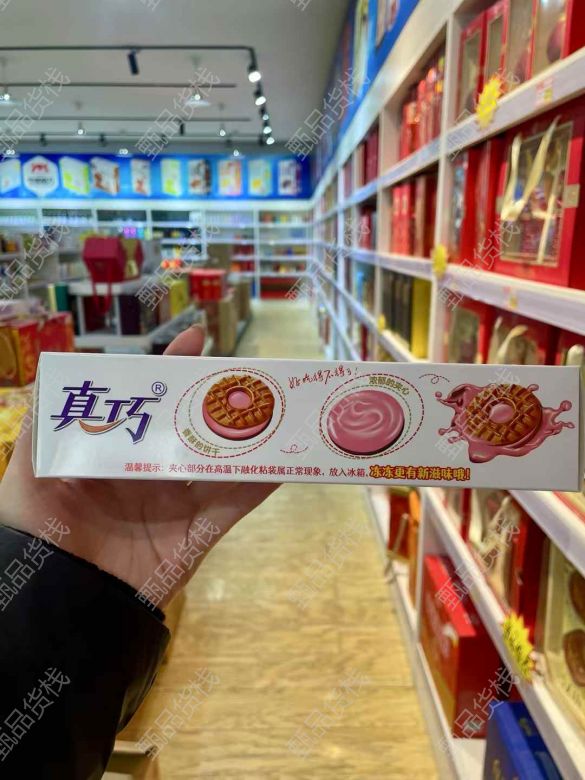 真巧®
好吃得不得了!
香酥的饼干
浓郁的夹心
温馨提示：夹心部分在高温下融化粘袋属正常现象，放入冰箱，冻冻更有新滋味哦!
甄品货栈